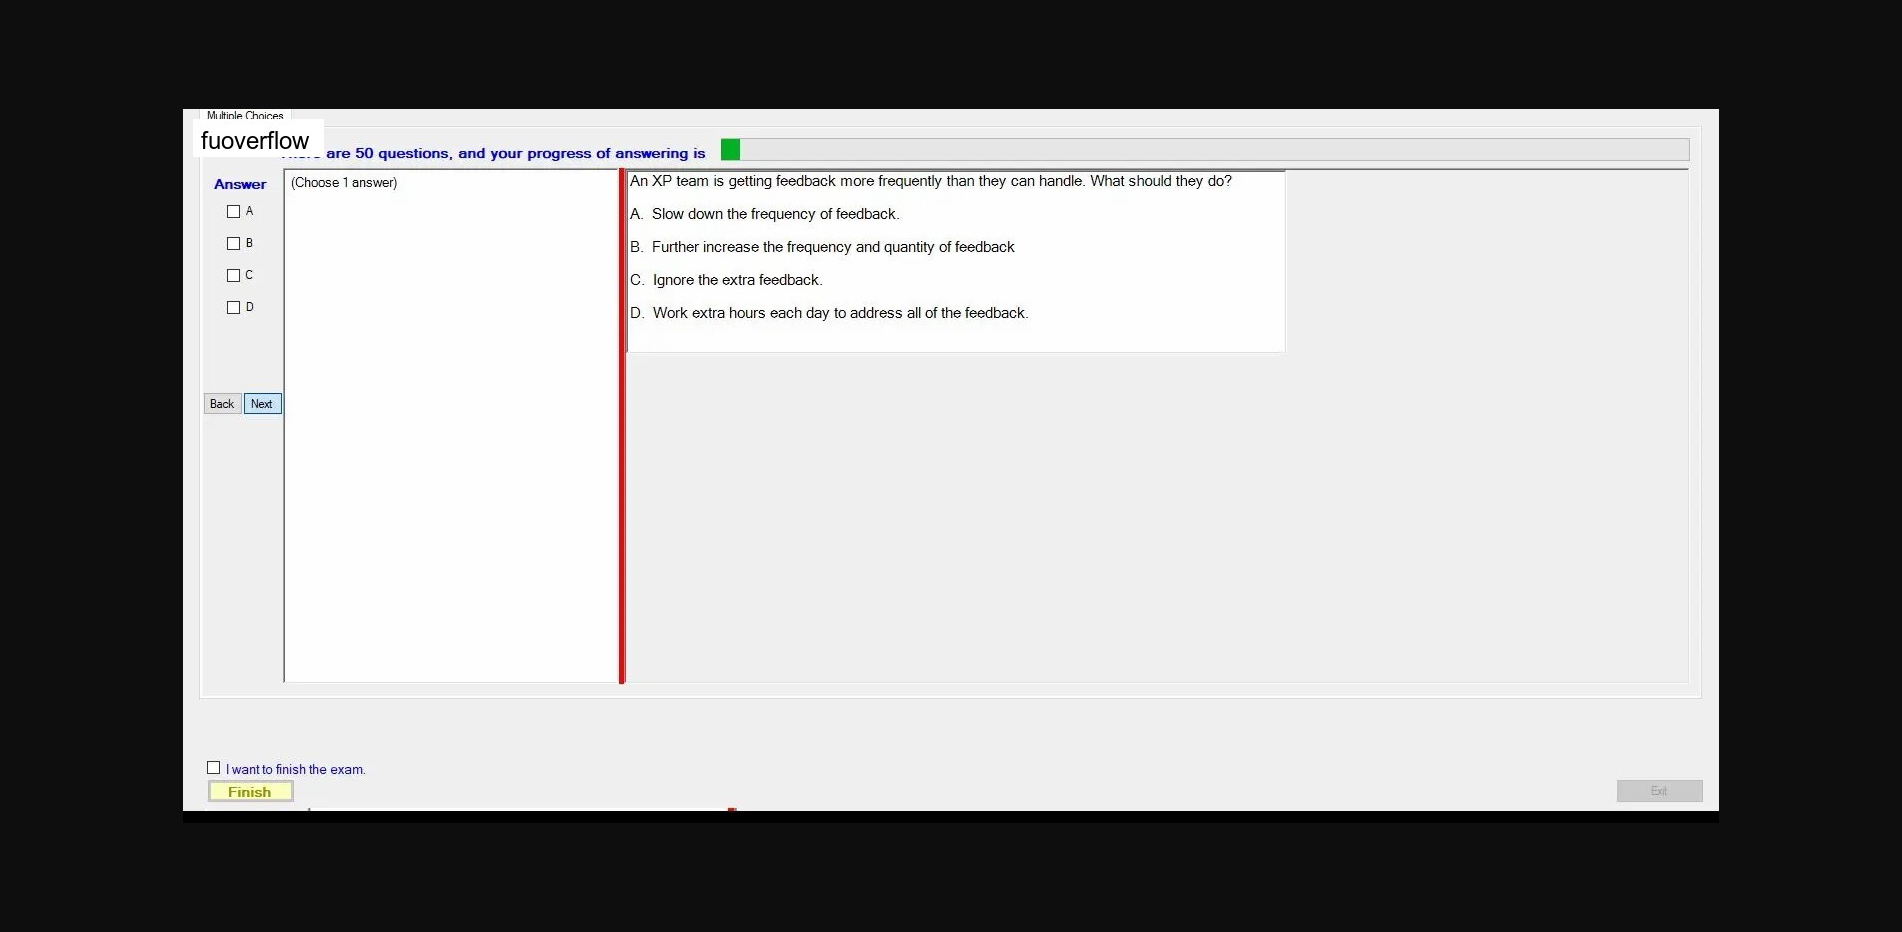 Multiple Choices
fuoverflow
are 50 questions, and your progress of answering is
Answer
(Choose 1 answer)
A
B
C
D
An XP team is getting feedback more frequently than they can handle. What should they do?
A. Slow down the frequency of feedback.
B. Further increase the frequency and quantity of feedback
C. Ignore the extra feedback.
D. Work extra hours each day to address all of the feedback.
Back Next
I want to finish the exam.
Finish
Exit